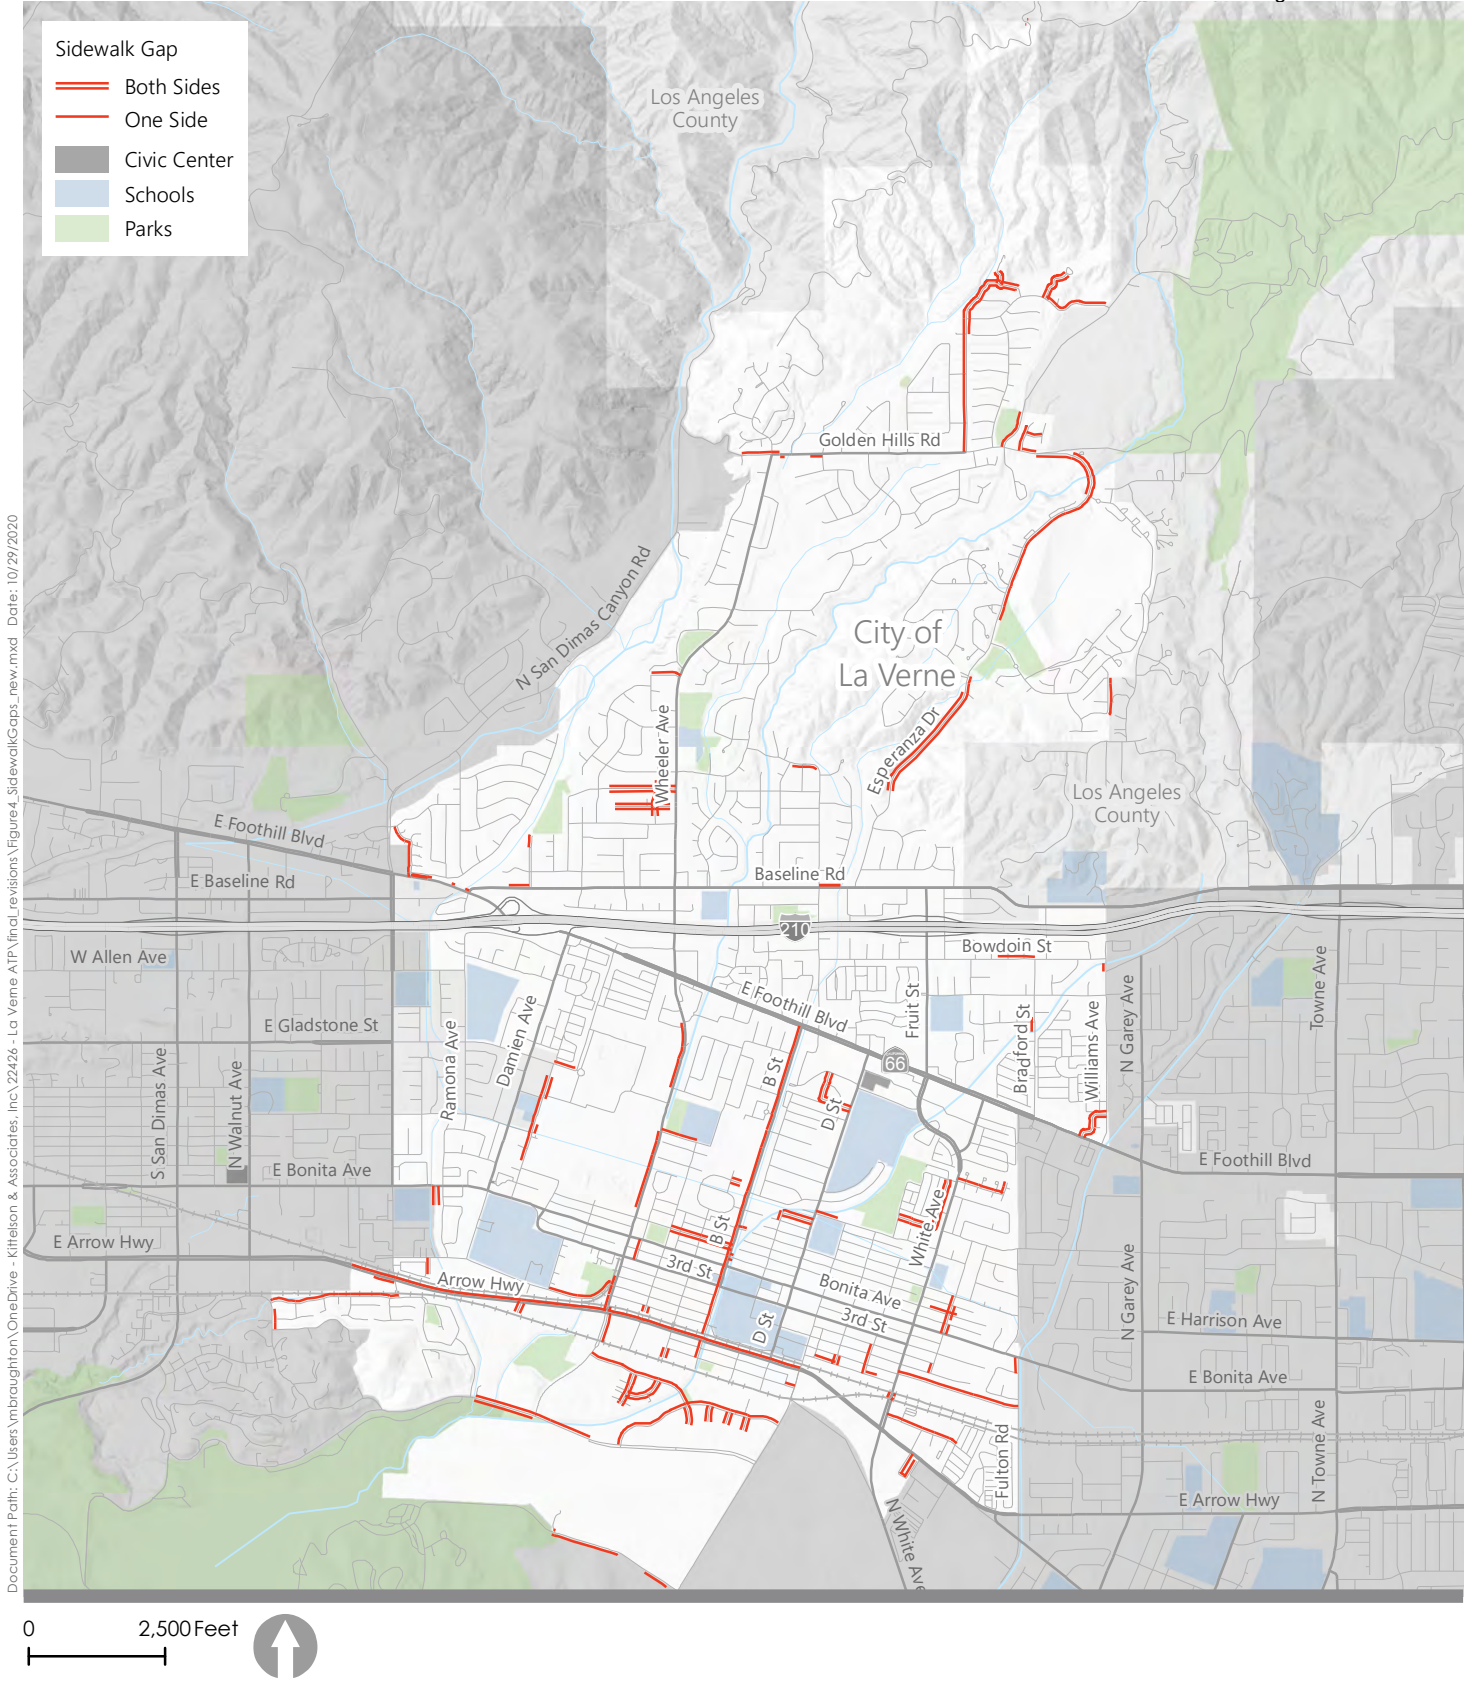 Sidewalk Gap
Both Sides
One Side
Civic Center
Schools
Parks
Los Angeles
County
Golden Hills Rd
N San Dimas Canyon Rd
City of
La Verne
Wheeler Ave
Esperanza Dr
Los Angeles
County
E Foothill Blvd
E Baseline Rd
Baseline Rd
210
W Allen Ave
Bowdoin St
Towne Ave
E Foothill Blvd
Fruit St
N Garey Ave
E Gladstone St
Ramona Ave
Damien Ave
Bradford St
Williams Ave
66
S San Dimas Ave
N Walnut Ave
B St
D St
E Bonita Ave
E Foothill Blvd
E Arrow Hwy
B St
White Ave
3rd St
Arrow Hwy
Bonita Ave
3rd St
D St
N Garey Ave
E Harrison Ave
E Bonita Ave
Fulton Rd
N Towne Ave
E Arrow Hwy
N White Ave
Document Path: C:\Users\mbraughton\OneDrive - Kittelson & Associates, Inc\22426 - La Verne ATP\final_revisions\Figure4_SidewalkGaps_new.mxd Date: 10/29/2020
0 2,500 Feet